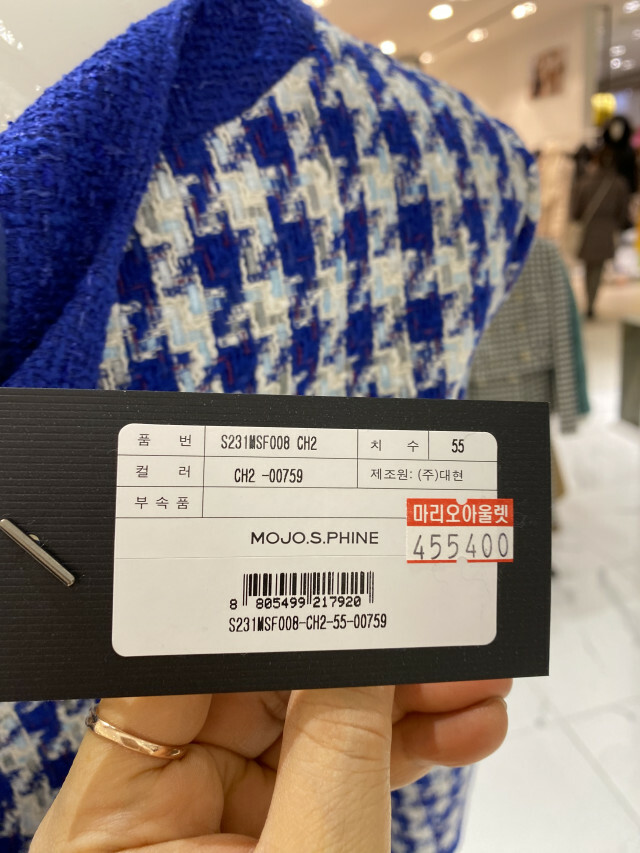 품 번 S231MSF008 CH2 치 수 55
컬 러 CH2 -00759 제조원: (주)대현
부 속 품
마리오아울렛
455400
MOJO.S.PHINE
8 805499 217920
S231MSF008-CH2-55-00759